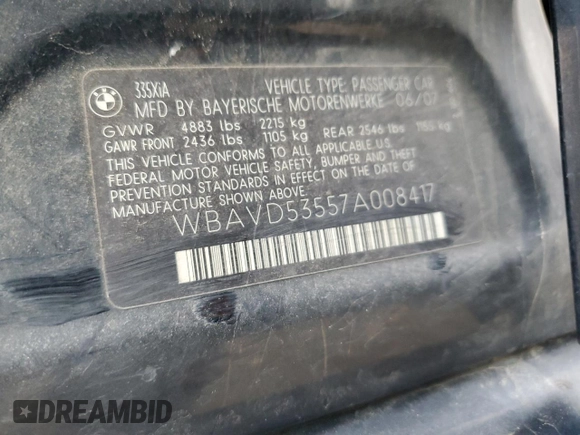 BMW
335XiA VEHICLE TYPE: PASSENGER CAR
MFD BY BAYERISCHE MOTORENWERKE 06/07
GVWR 4883 lbs 2215 kg
GAWR FRONT 2436 lbs 1105 kg REAR 2546 lbs 1155 kg
THIS VEHICLE CONFORMS TO ALL APPLICABLE U.S.
FEDERAL MOTOR VEHICLE SAFETY, BUMPER AND THEFT
PREVENTION STANDARDS IN EFFECT ON THE DATE OF
MANUFACTURE SHOWN ABOVE.
WBAVD53557A008417
DREAMBID